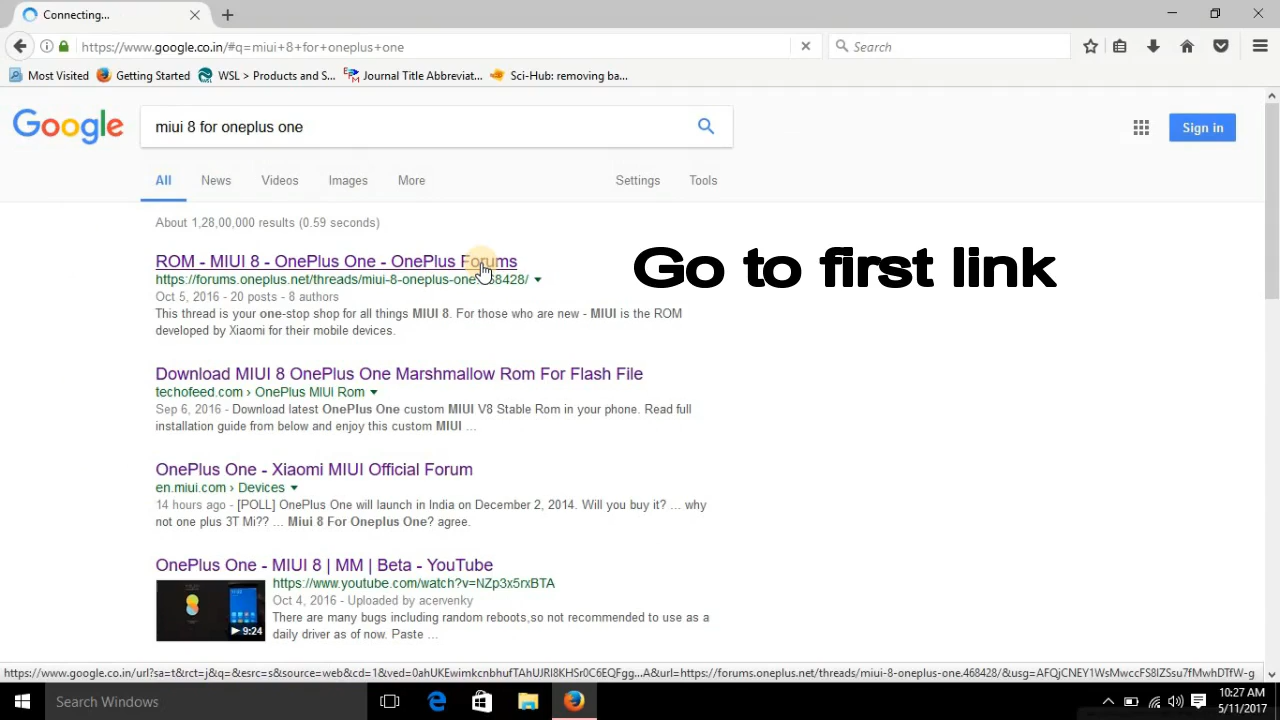 Connecting...
https://www.google.co.in/#q=miui+8+for+oneplus+one
Search
Most Visited
Getting Started
WSL > Products and S...
Journal Title Abbreviat...
Sci-Hub: removing ba...
Google
miui 8 for oneplus one
Sign in
All
News
Videos
Images
More
Settings
Tools
About 1,28,00,000 results (0.59 seconds)
ROM - MIUI 8 - OnePlus One - OnePlus Forums
Go to first link
https://forums.oneplus.net/threads/miui-8-oneplus-one.468428/
Oct 5, 2016 - 20 posts - 8 authors
This thread is your one-stop shop for all things MIUI 8. For those who are new - MIUI is the ROM
developed by Xiaomi for their mobile devices.
Download MIUI 8 OnePlus One Marshmallow Rom For Flash File
techofeed.com › OnePlus MIUI Rom
Sep 6, 2016 - Download latest OnePlus One custom MIUI V8 Stable Rom in your phone. Read full
installation guide from below and enjoy this custom MIUI ...
OnePlus One - Xiaomi MIUI Official Forum
en.miui.com › Devices
14 hours ago - [POLL] OnePlus One will launch in India on December 2, 2014. Will you buy it? ... why
not one plus 3T Mi?? ... Miui 8 For Oneplus One? agree.
OnePlus One - MIUI 8 | MM | Beta - YouTube
https://www.youtube.com/watch?v=NZp3x5rxBTA
Oct 4, 2016 - Uploaded by acervenky
There are many bugs including random reboots,so not recommended to use as a
daily driver as of now. Paste ...
9:24
https://www.google.co.in/url?sa=t&rct=j&q=&esrc=s&source=web&cd=1&ved=0ahUKEwimkcnbhufTAhUJRI8KHSr0C6EQFgg...A&url=https://forums.oneplus.net/threads/miui-8-oneplus-one.468428/&usg=AFQjCNEY1WsMwccFS8IZSsu7fMwhDTfW-g
Search Windows
10:27 AM
5/11/2017